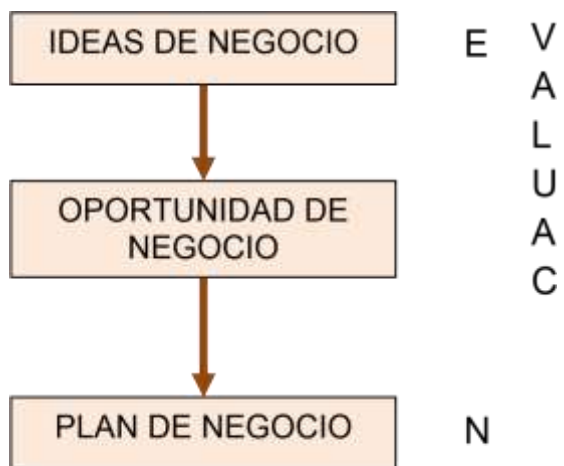 IDEAS DE NEGOCIO
OPORTUNIDAD DE
NEGOCIO
PLAN DE NEGOCIO
E
V
A
L
U
A
C
N